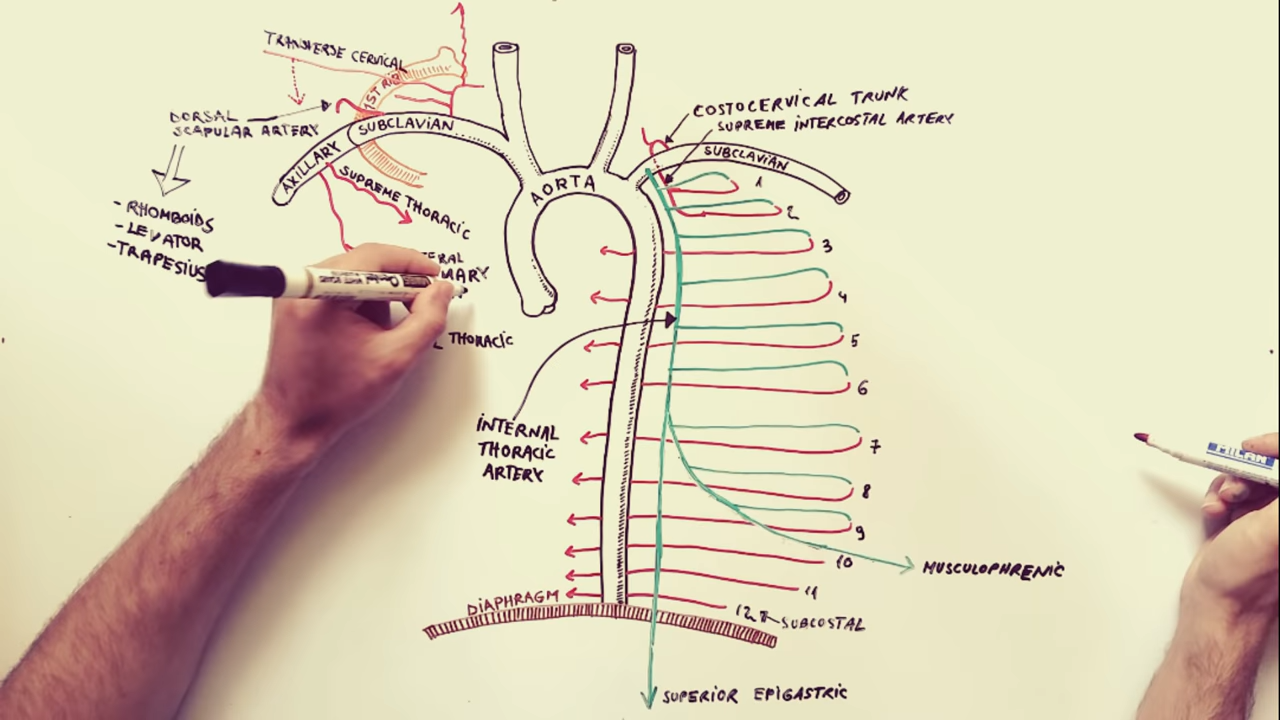 TRANSVERSE CERVICAL
1ST RIB
DORSAL
SCAPULAR ARTERY
SUBCLAVIAN
AXILLARY
SUPREME THORACIC
- RHOMBOIDS
- LEVATOR
- TRAPESIUS
THORACIC
AORTA
COSTOCERVICAL TRUNK
SUPREME INTERCOSTAL ARTERY
SUBCLAVIAN
1
2
3
4
5
6
7
8
9
10
11
12
SUBCOSTAL
INTERNAL
THORACIC
ARTERY
MUSCULOPHRENIC
DIAPHRAGM
SUPERIOR EPIGASTRIC
MILAN